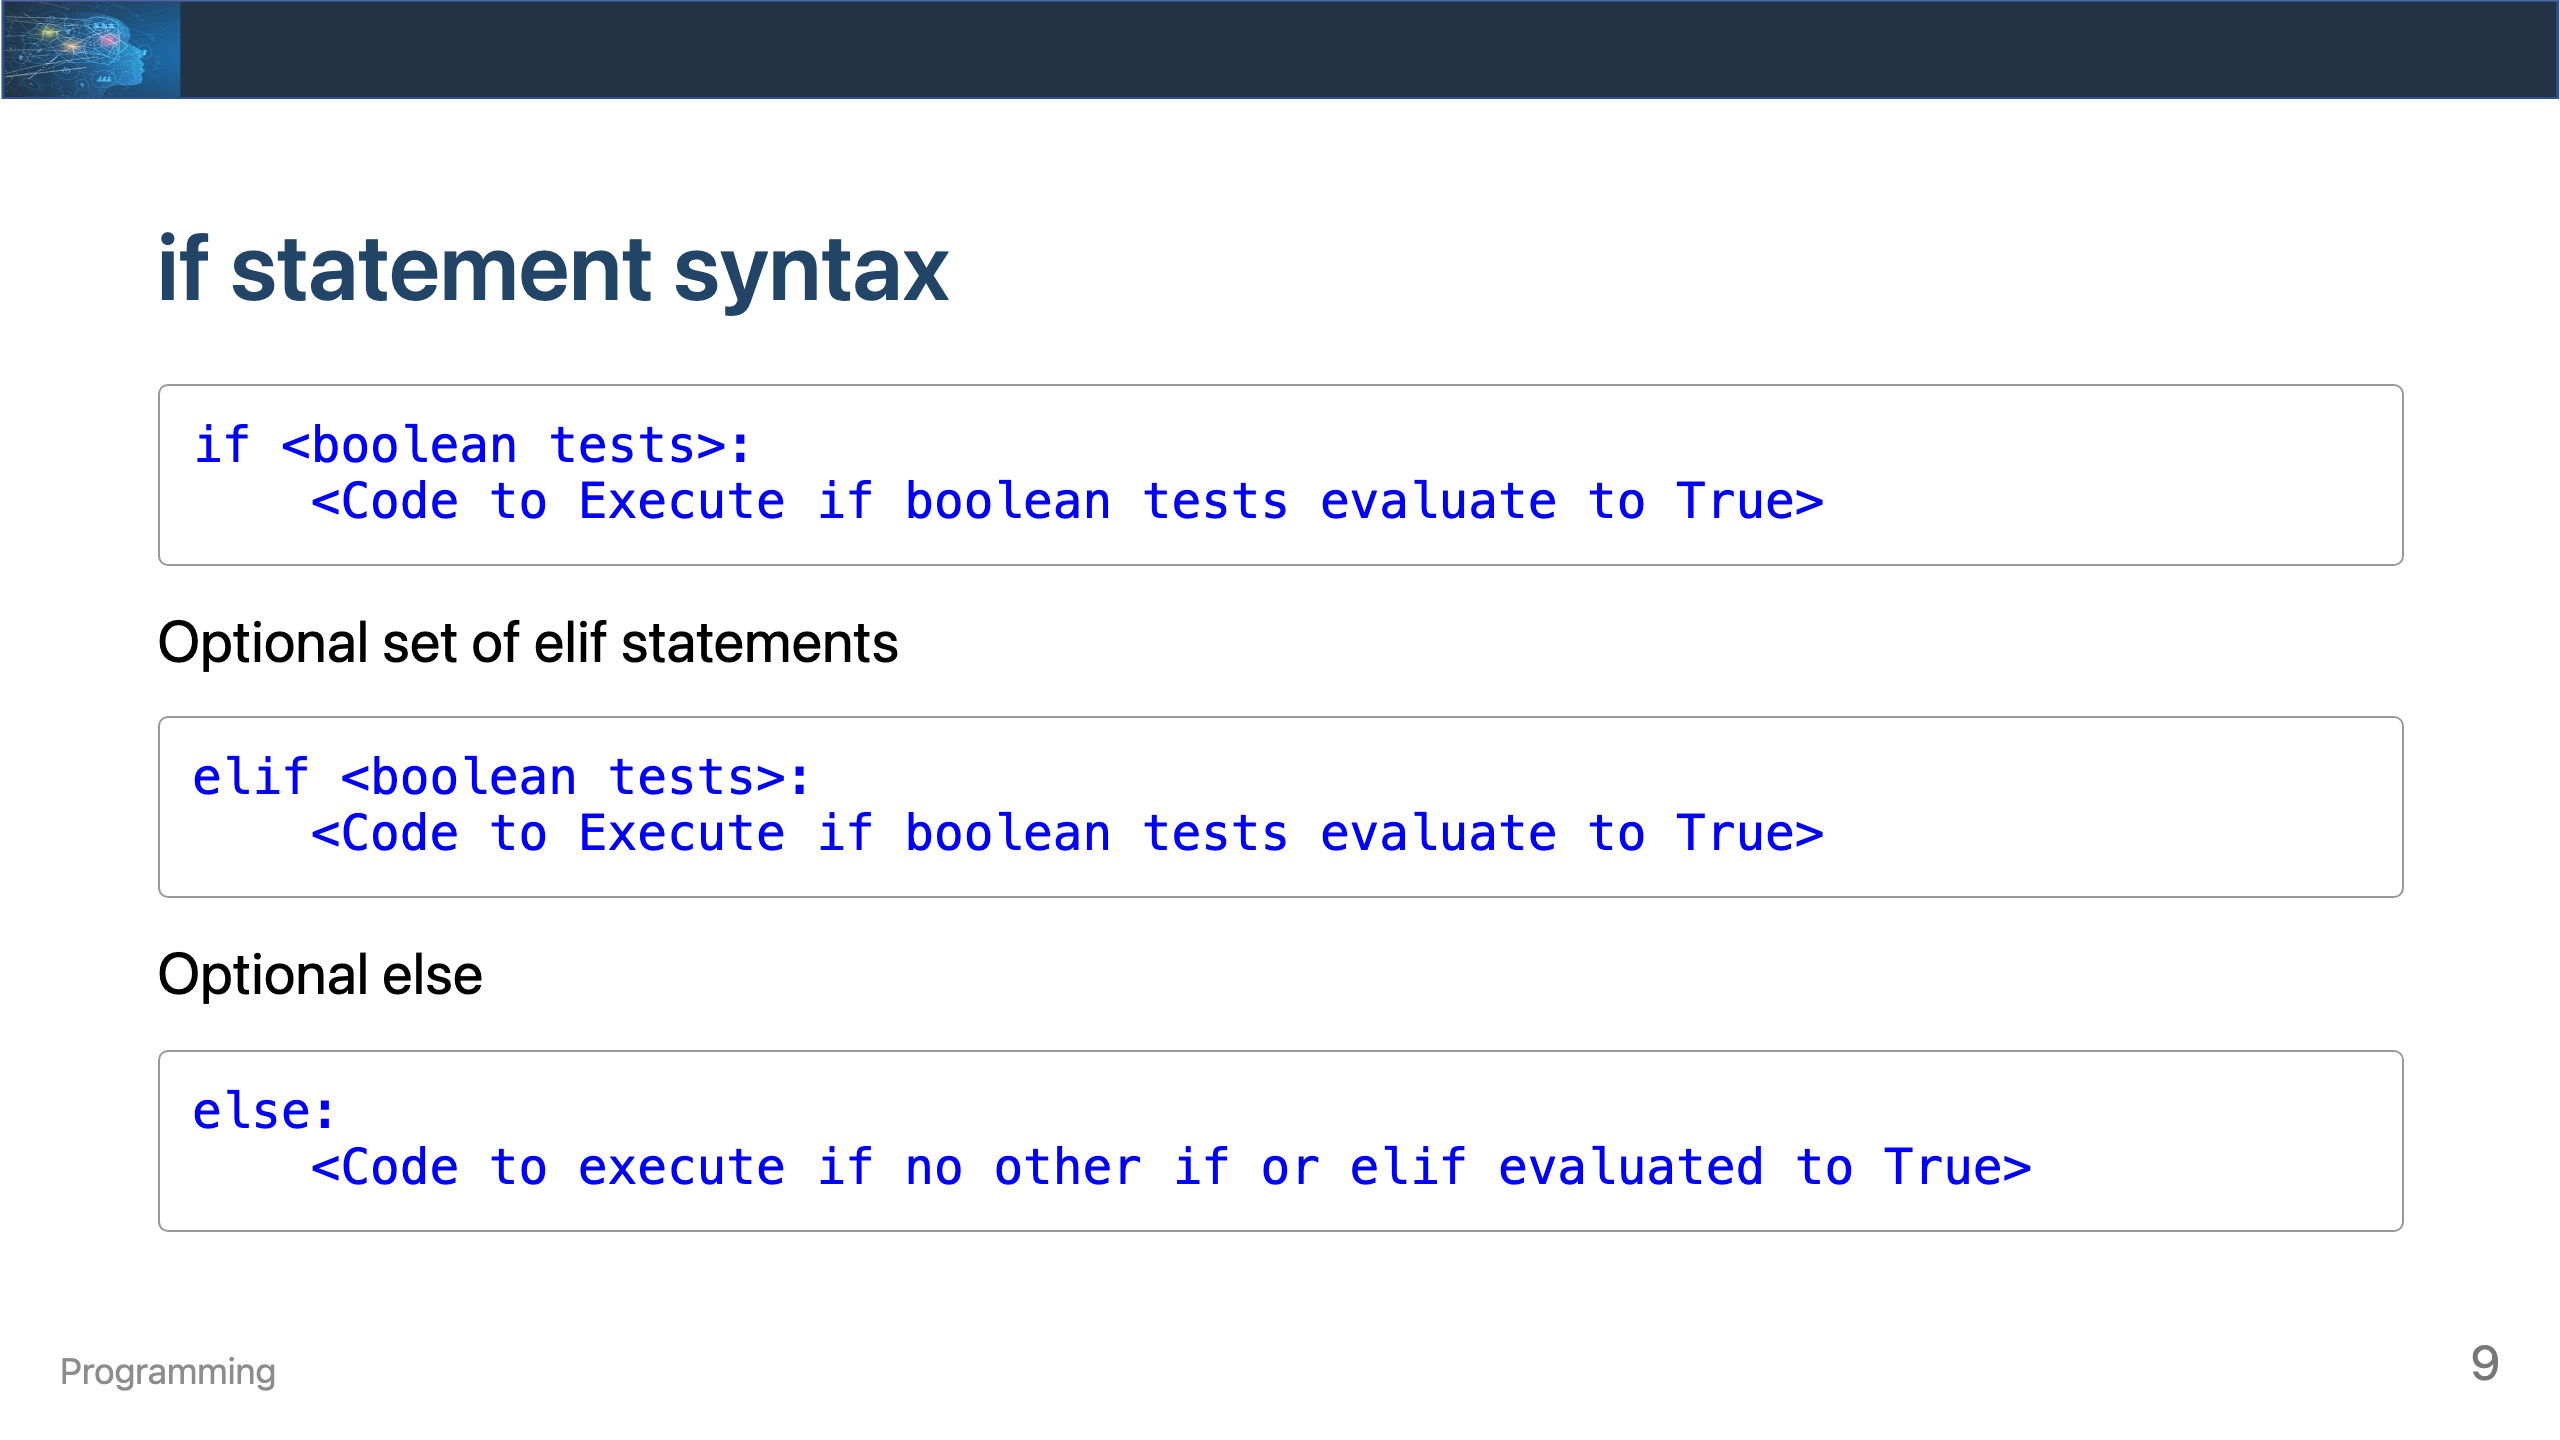 if statement syntax
if <boolean tests>:
    <Code to Execute if boolean tests evaluate to True>
Optional set of elif statements
elif <boolean tests>:
    <Code to Execute if boolean tests evaluate to True>
Optional else
else:
    <Code to execute if no other if or elif evaluated to True>
Programming
9